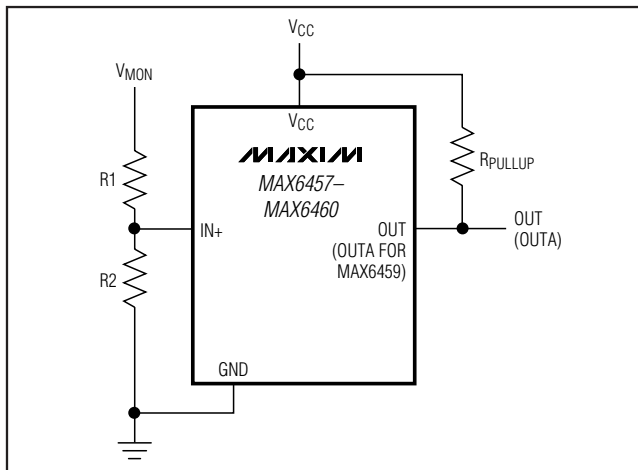 VCC
VMON
VCC
MAXIM
R1
MAX6457–
MAX6460
RPULLUP
IN+
OUT
(OUTA FOR
MAX6459)
OUT
(OUTA)
R2
GND